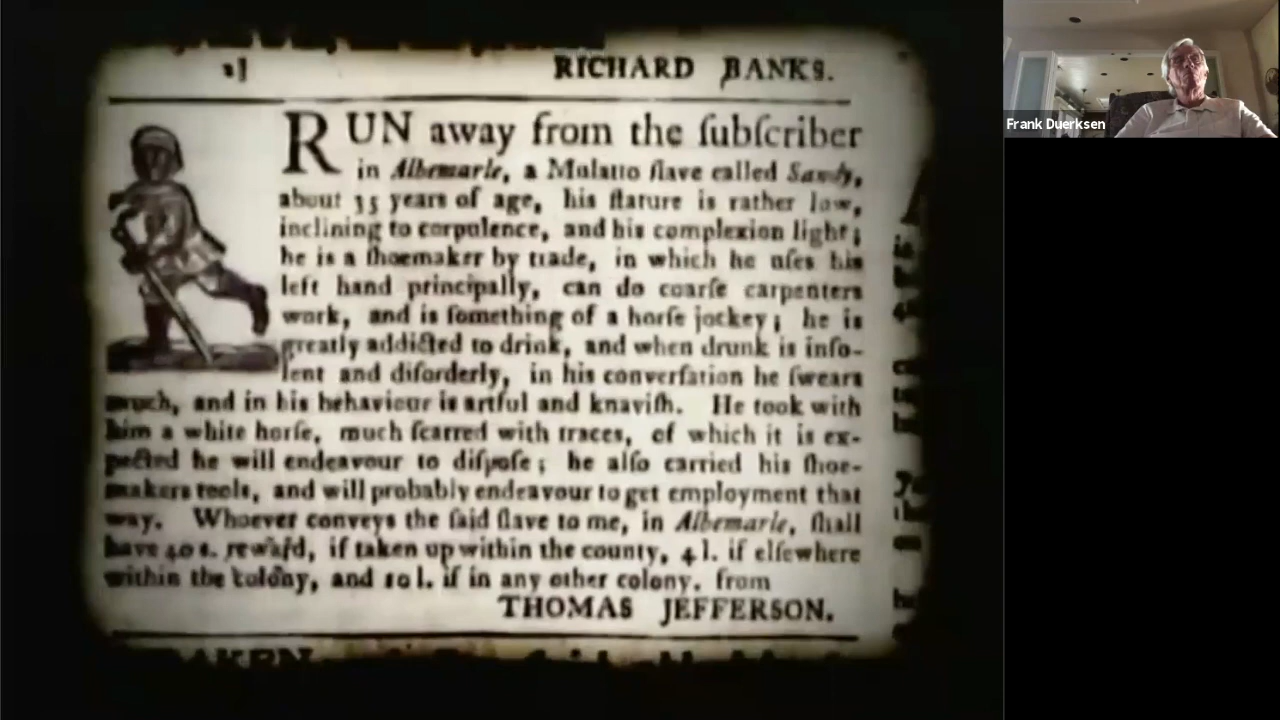 RICHARD BANKS.
RUN away from the ſubſcriber
in Albemarle, a Mulatto ſlave called Sandy,
about 35 years of age, his ſtature is rather low,
inclining to corpulence, and his complexion light;
he is a ſhoemaker by trade, in which he uſes his
left hand principally, can do coarſe carpenters
work, and is ſomething of a horſe jockey; he is
greatly addicted to drink, and when drunk is inſo-
lent and diſorderly, in his converſation he ſwears
much, and in his behaviour is artful and knaviſh. He took with
him a white horſe, much ſcarred with traces, of which it is ex-
pected he will endeavour to diſpoſe; he alſo carried his ſhoe-
makers tools, and will probably endeavour to get employment that
way. Whoever conveys the ſaid ſlave to me, in Albemarle, ſhall
have 40 s. reward, if taken up within the county, 4 l. if elſewhere
within the colony, and 10 l. if in any other colony. from
THOMAS JEFFERSON.
Frank Duerksen